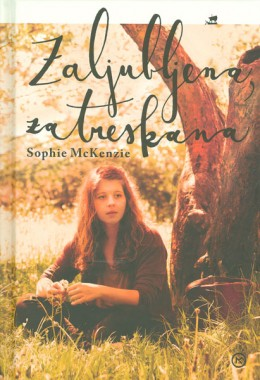 Zaljubljena,
zatreskana
Sophie McKenzie